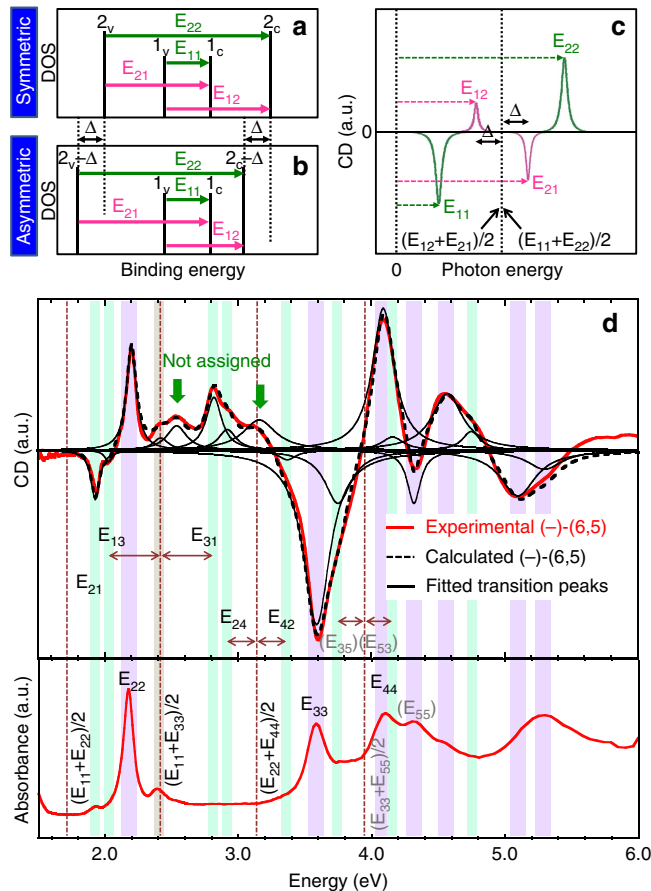 Symmetric
DOS
2v
E22
2c
a
1v
E11
1c
E21
E12
Δ
Δ
Asymmetric
DOS
2v–Δ
E22
2c–Δ
b
1v
E11
1c
E21
E12
Binding energy
c
CD (a.u.)
0
E22
E12
Δ
Δ
E21
E11
(E12+E21)/2
(E11+E22)/2
0
Photon energy
d
CD (a.u.)
Not assigned
E13
E31
E21
E24
E42
(E35)
(E53)
Experimental (–)-(6,5)
Calculated (–)-(6,5)
Fitted transition peaks
Absorbance (a.u.)
(E11+E22)/2
E22
(E11+E33)/2
(E22+E44)/2
E33
(E33+E55)/2
E44
(E55)
2.0
3.0
4.0
5.0
6.0
Energy (eV)